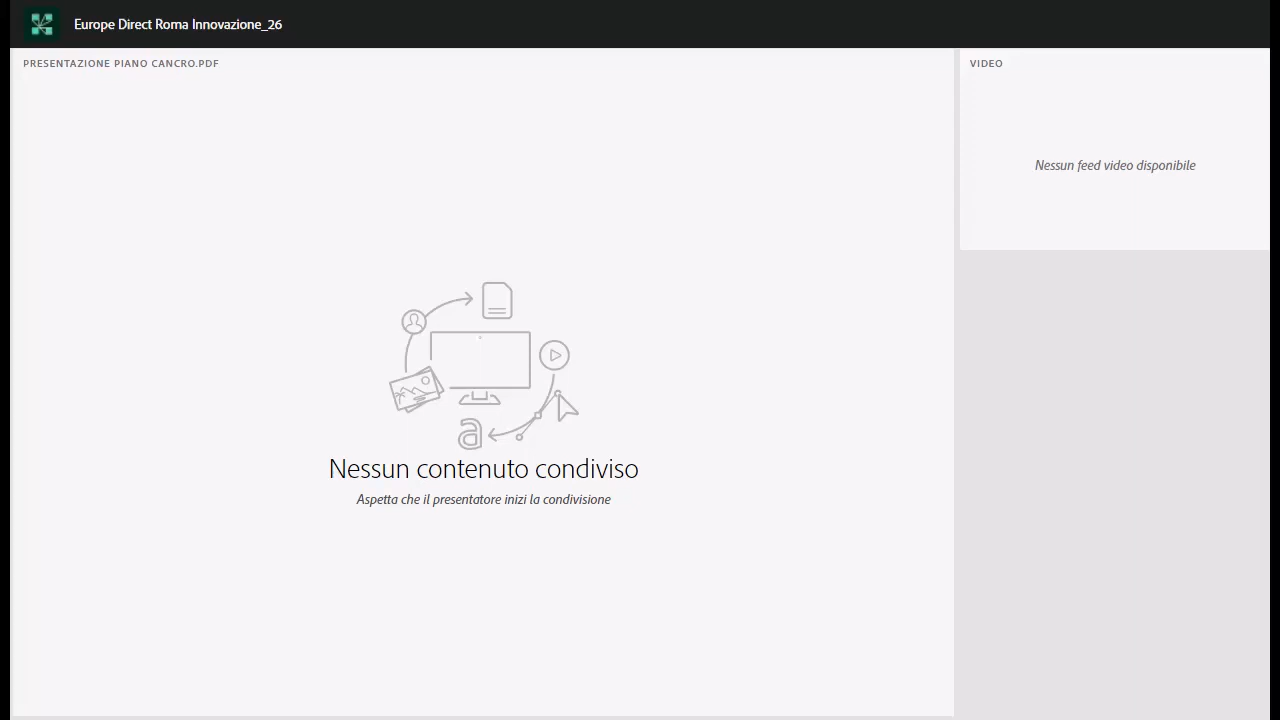 Europe Direct Roma Innovazione_26
PRESENTAZIONE PIANO CANCRO.PDF
VIDEO
Nessun feed video disponibile
Nessun contenuto condiviso
Aspetta che il presentatore inizi la condivisione